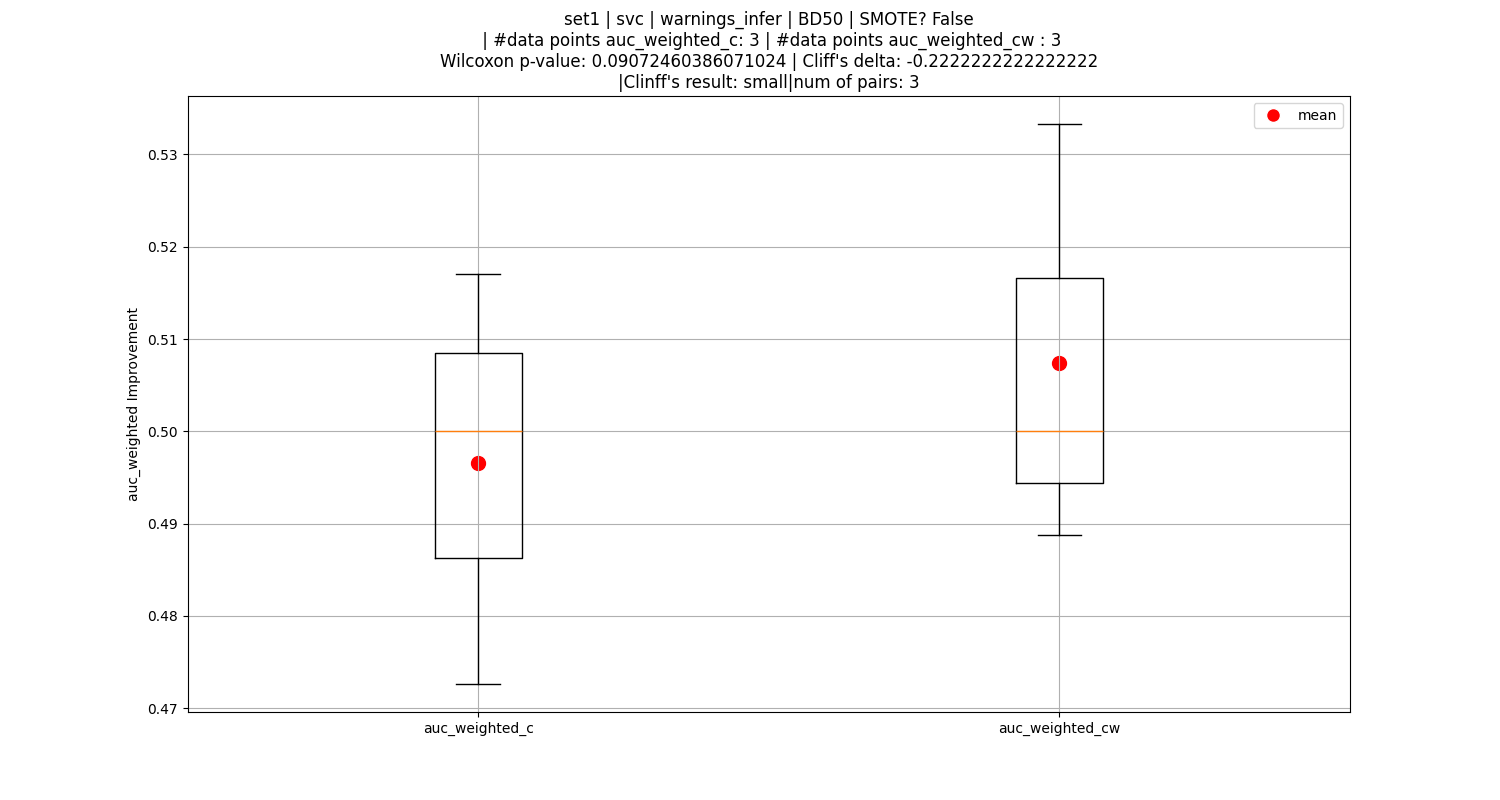 set1 | svc | warnings_infer | BD50 | SMOTE? False
| #data points auc_weighted_c: 3 | #data points auc_weighted_cw : 3
Wilcoxon p-value: 0.09072460386071024 | Cliff's delta: -0.2222222222222222
|Clinff's result: small|num of pairs: 3
mean
0.53
0.52
0.51
0.50
0.49
0.48
0.47
auc_weighted Improvement
auc_weighted_c
auc_weighted_cw